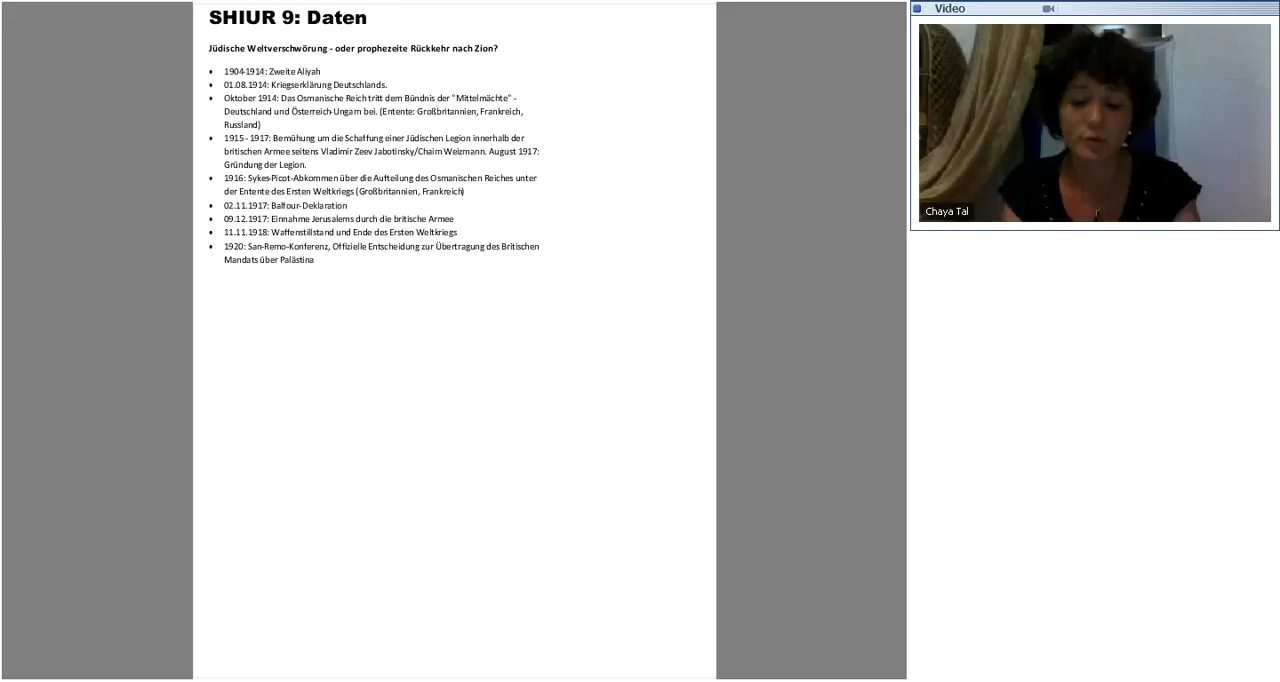 SHIUR 9: Daten
Jüdische Weltverschwörung - oder prophezeite Rückkehr nach Zion?
• 1904-1914: Zweite Aliyah
• 01.08.1914: Kriegserklärung Deutschlands.
• Oktober 1914: Das Osmanische Reich tritt dem Bündnis der "Mittelmächte" -
Deutschland und Österreich-Ungarn bei. (Entente: Großbritannien, Frankreich,
Russland)
• 1915 - 1917: Bemühung um die Schaffung einer Jüdischen Legion innerhalb der
britischen Armee seitens Vladimir Zeev Jabotinsky/Chaim Weizmann. August 1917:
Gründung der Legion.
• 1916: Sykes-Picot-Abkommen über die Aufteilung des Osmanischen Reiches unter
der Entente des Ersten Weltkriegs (Großbritannien, Frankreich)
• 02.11.1917: Balfour-Deklaration
• 09.12.1917: Einnahme Jerusalems durch die britische Armee
• 11.11.1918: Waffenstillstand und Ende des Ersten Weltkriegs
• 1920: San-Remo-Konferenz, Offizielle Entscheidung zur Übertragung des Britischen
Mandats über Palästina
Video
Chaya Tal